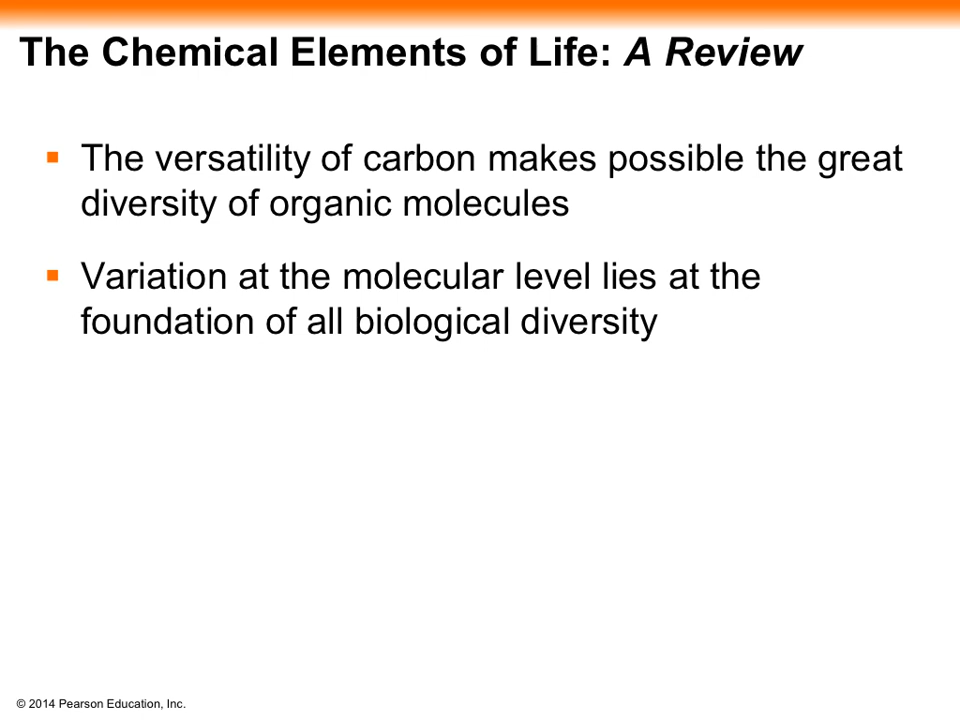 The Chemical Elements of Life: A Review
The versatility of carbon makes possible the great
diversity of organic molecules
Variation at the molecular level lies at the
foundation of all biological diversity
© 2014 Pearson Education, Inc.